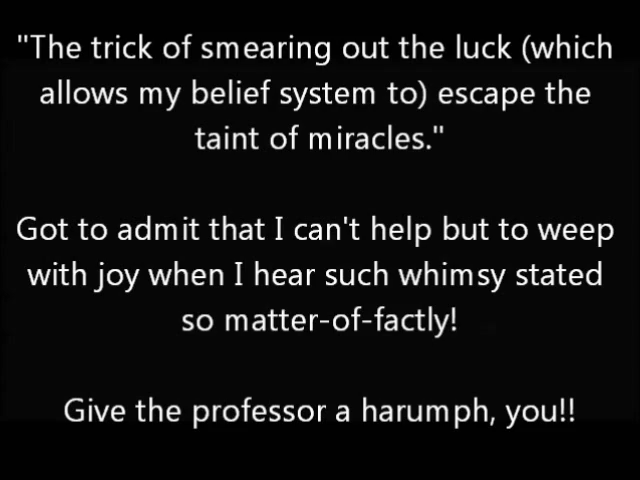 "The trick of smearing out the luck (which
allows my belief system to) escape the
taint of miracles."
Got to admit that I can't help but to weep
with joy when I hear such whimsy stated
so matter-of-factly!
Give the professor a harumph, you!!